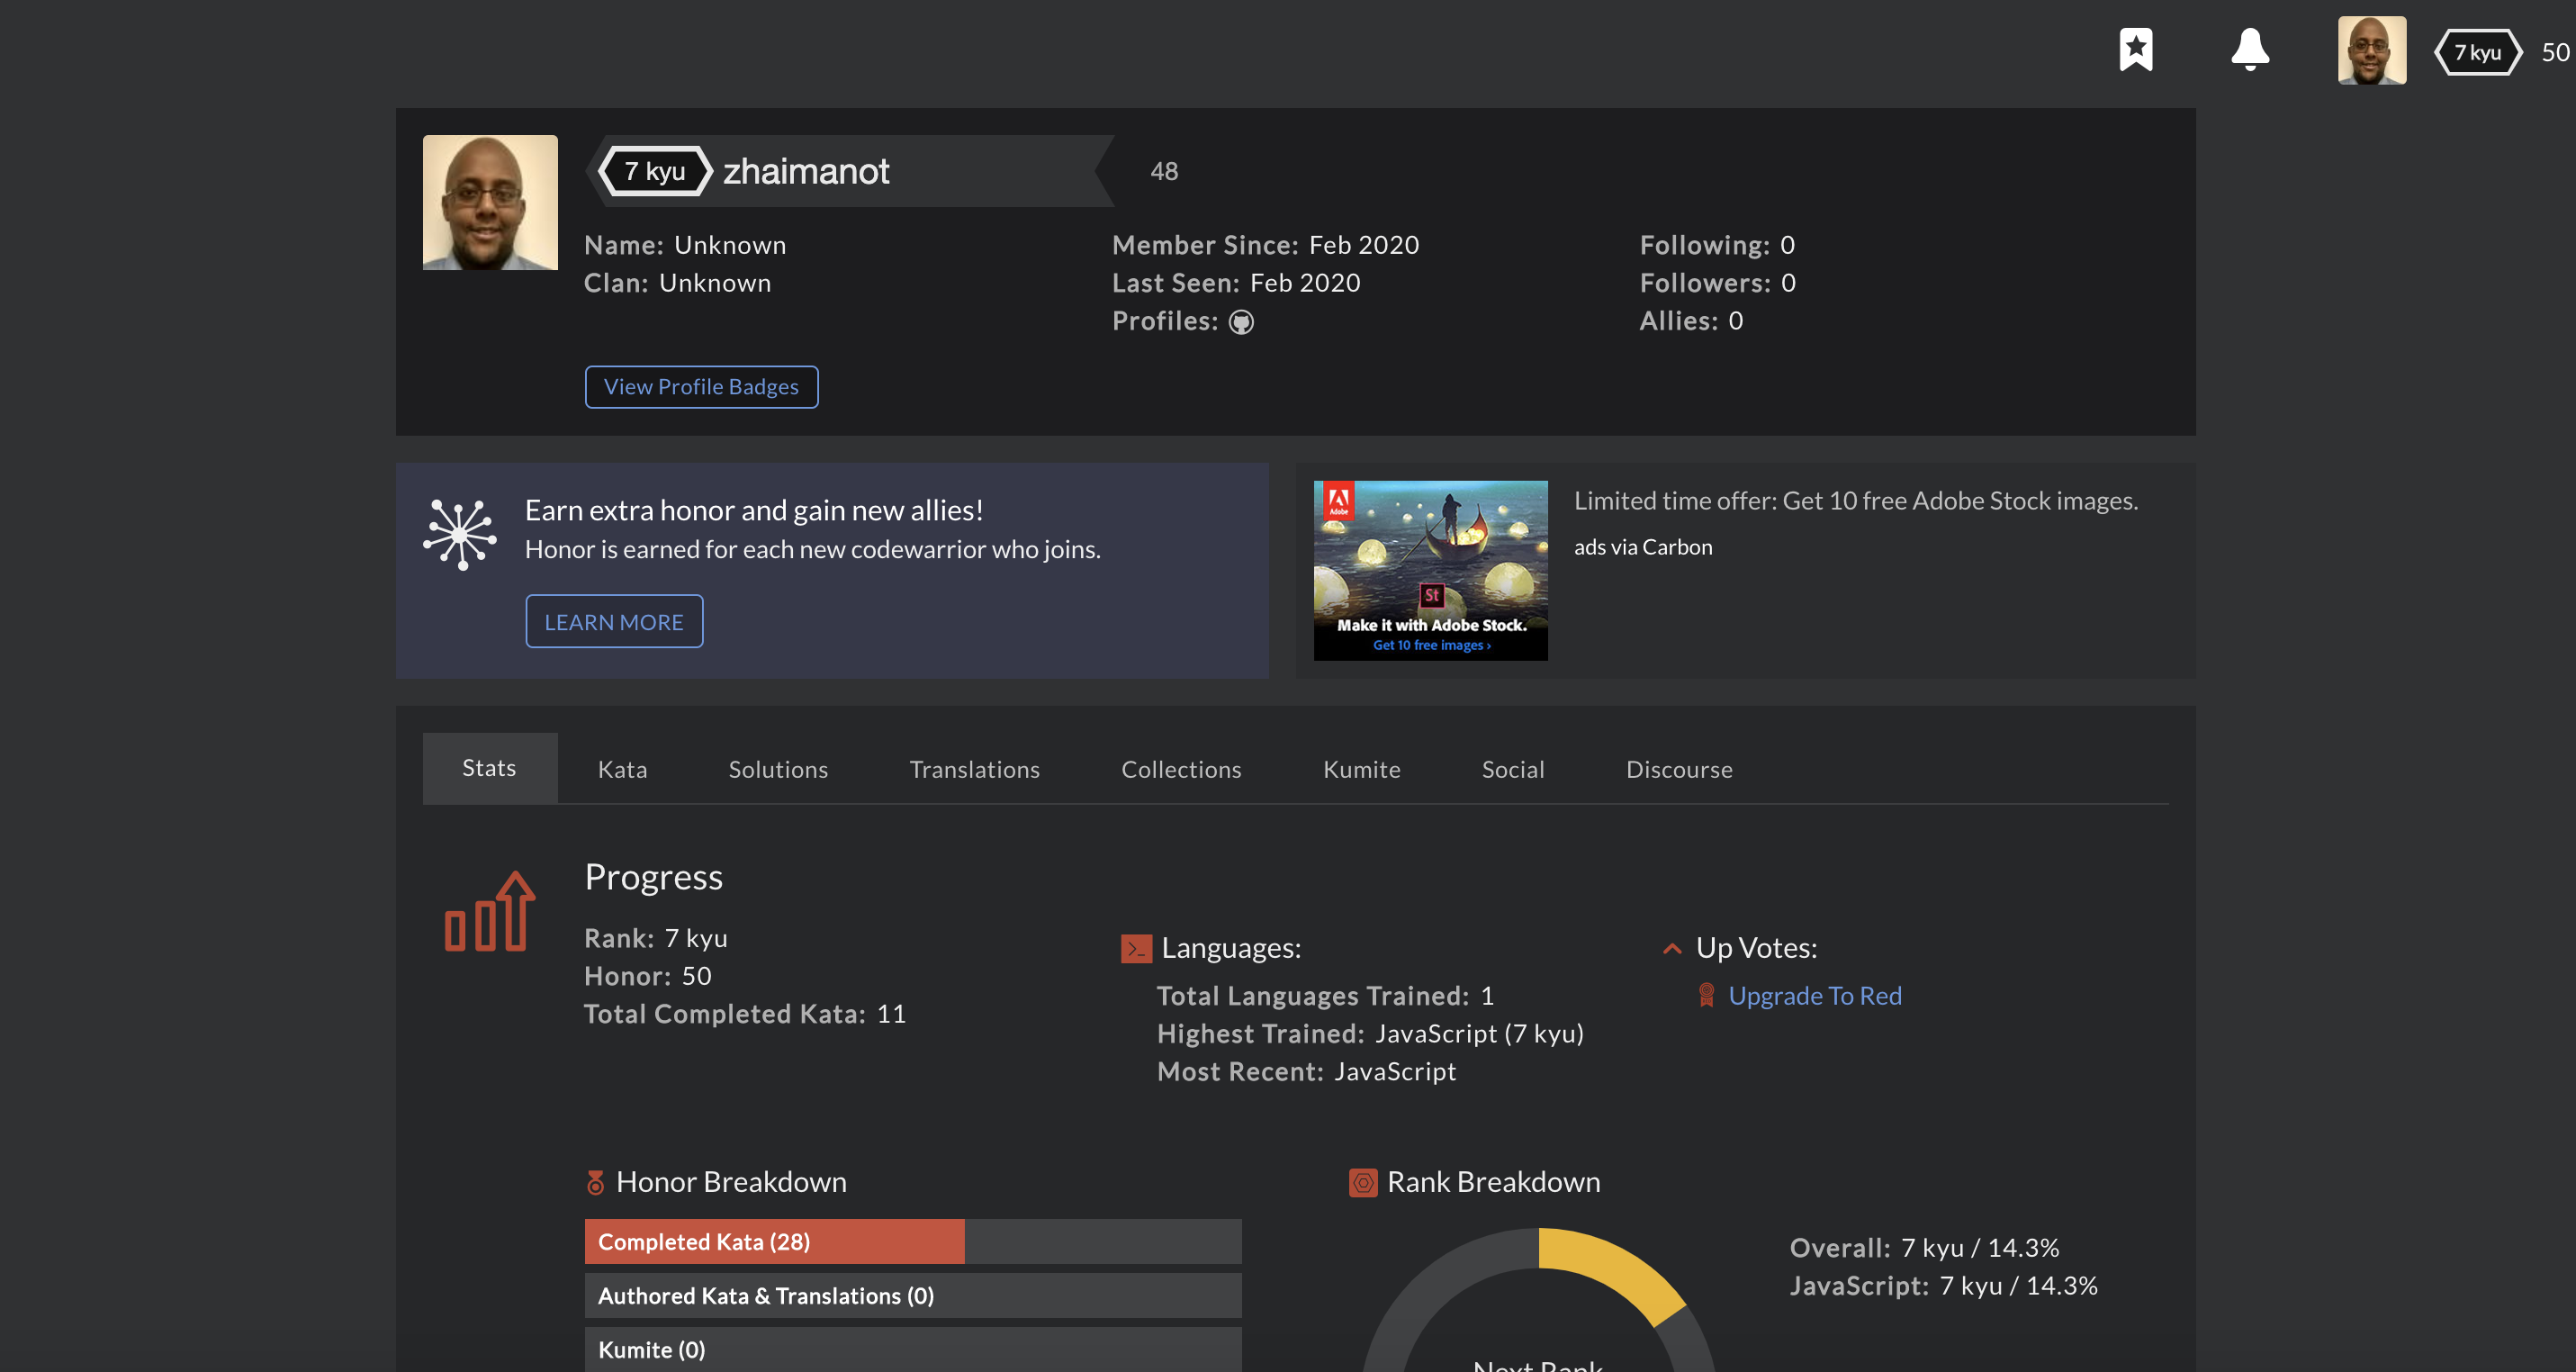 7 kyu 50
7 kyu zhaimanot 48
Name: Unknown
Clan: Unknown
Member Since: Feb 2020
Last Seen: Feb 2020
Profiles:
Following: 0
Followers: 0
Allies: 0
View Profile Badges
Earn extra honor and gain new allies!
Honor is earned for each new codewarrior who joins.
LEARN MORE
Adobe
St
Make it with Adobe Stock.
Get 10 free images ›
Limited time offer: Get 10 free Adobe Stock images.
ads via Carbon
Stats Kata Solutions Translations Collections Kumite Social Discourse
Progress
Rank: 7 kyu
Honor: 50
Total Completed Kata: 11
Languages:
Total Languages Trained: 1
Highest Trained: JavaScript (7 kyu)
Most Recent: JavaScript
Up Votes:
Upgrade To Red
Honor Breakdown
Completed Kata (28)
Authored Kata & Translations (0)
Kumite (0)
Rank Breakdown
Next Rank
Overall: 7 kyu / 14.3%
JavaScript: 7 kyu / 14.3%